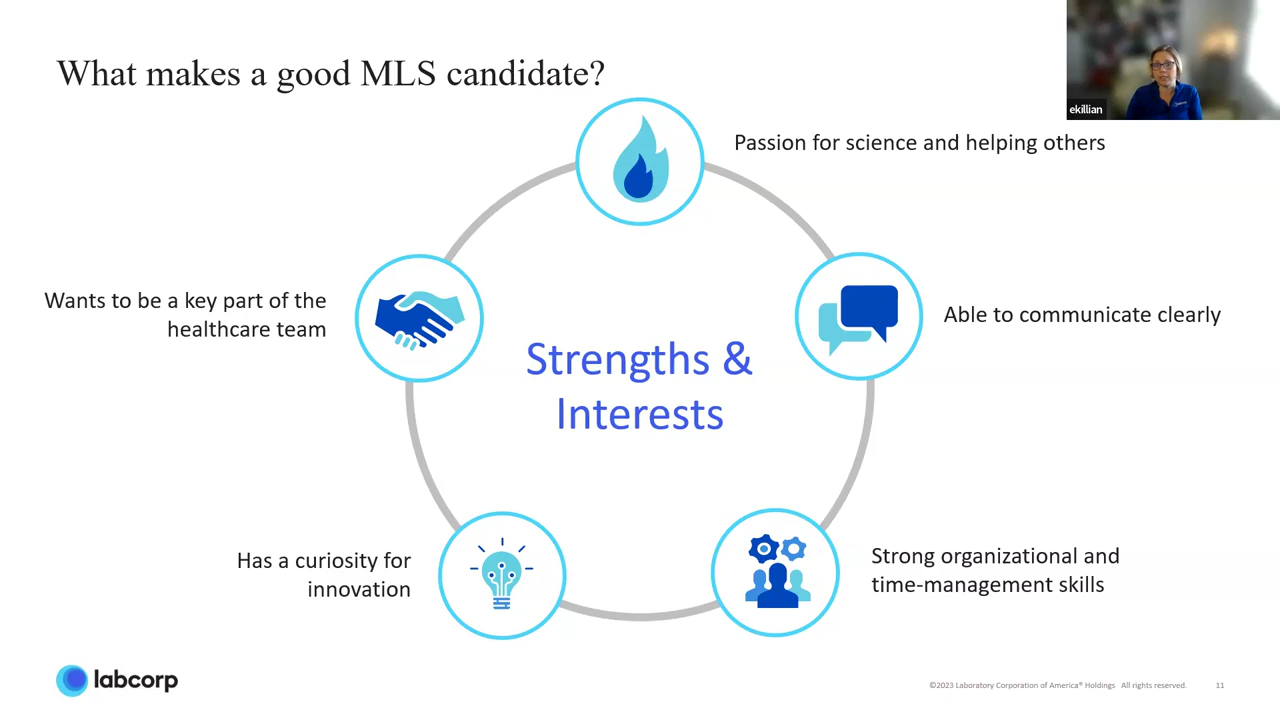 What makes a good MLS candidate?
ekillian
Passion for science and helping others
Able to communicate clearly
Strong organizational and
time-management skills
Has a curiosity for
innovation
Wants to be a key part of the
healthcare team
Strengths &
Interests
labcorp
©2023 Laboratory Corporation of America® Holdings All rights reserved. 11